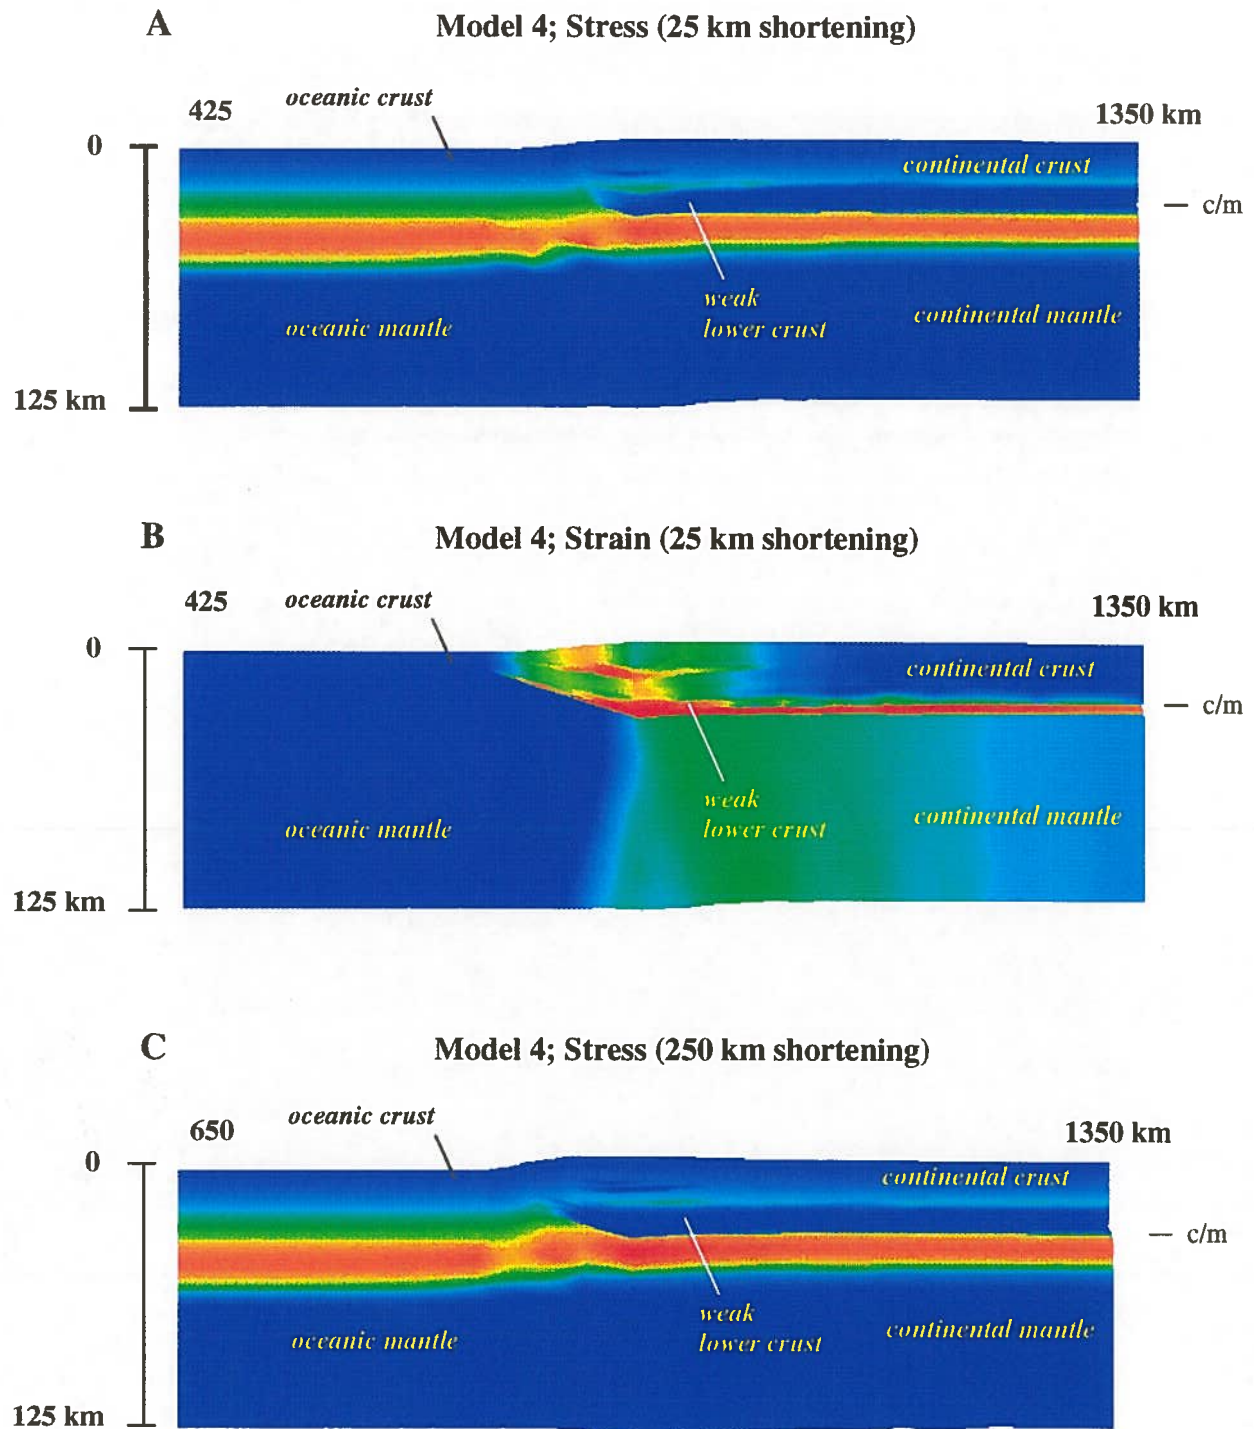 A
Model 4; Stress (25 km shortening)
oceanic crust
425
1350 km
0
continental crust
c/m
weak
lower crust
oceanic mantle
continental mantle
125 km
B
Model 4; Strain (25 km shortening)
425
oceanic crust
1350 km
0
continental crust
c/m
weak
lower crust
oceanic mantle
continental mantle
125 km
C
Model 4; Stress (250 km shortening)
oceanic crust
650
1350 km
0
continental crust
c/m
weak
lower crust
oceanic mantle
continental mantle
125 km